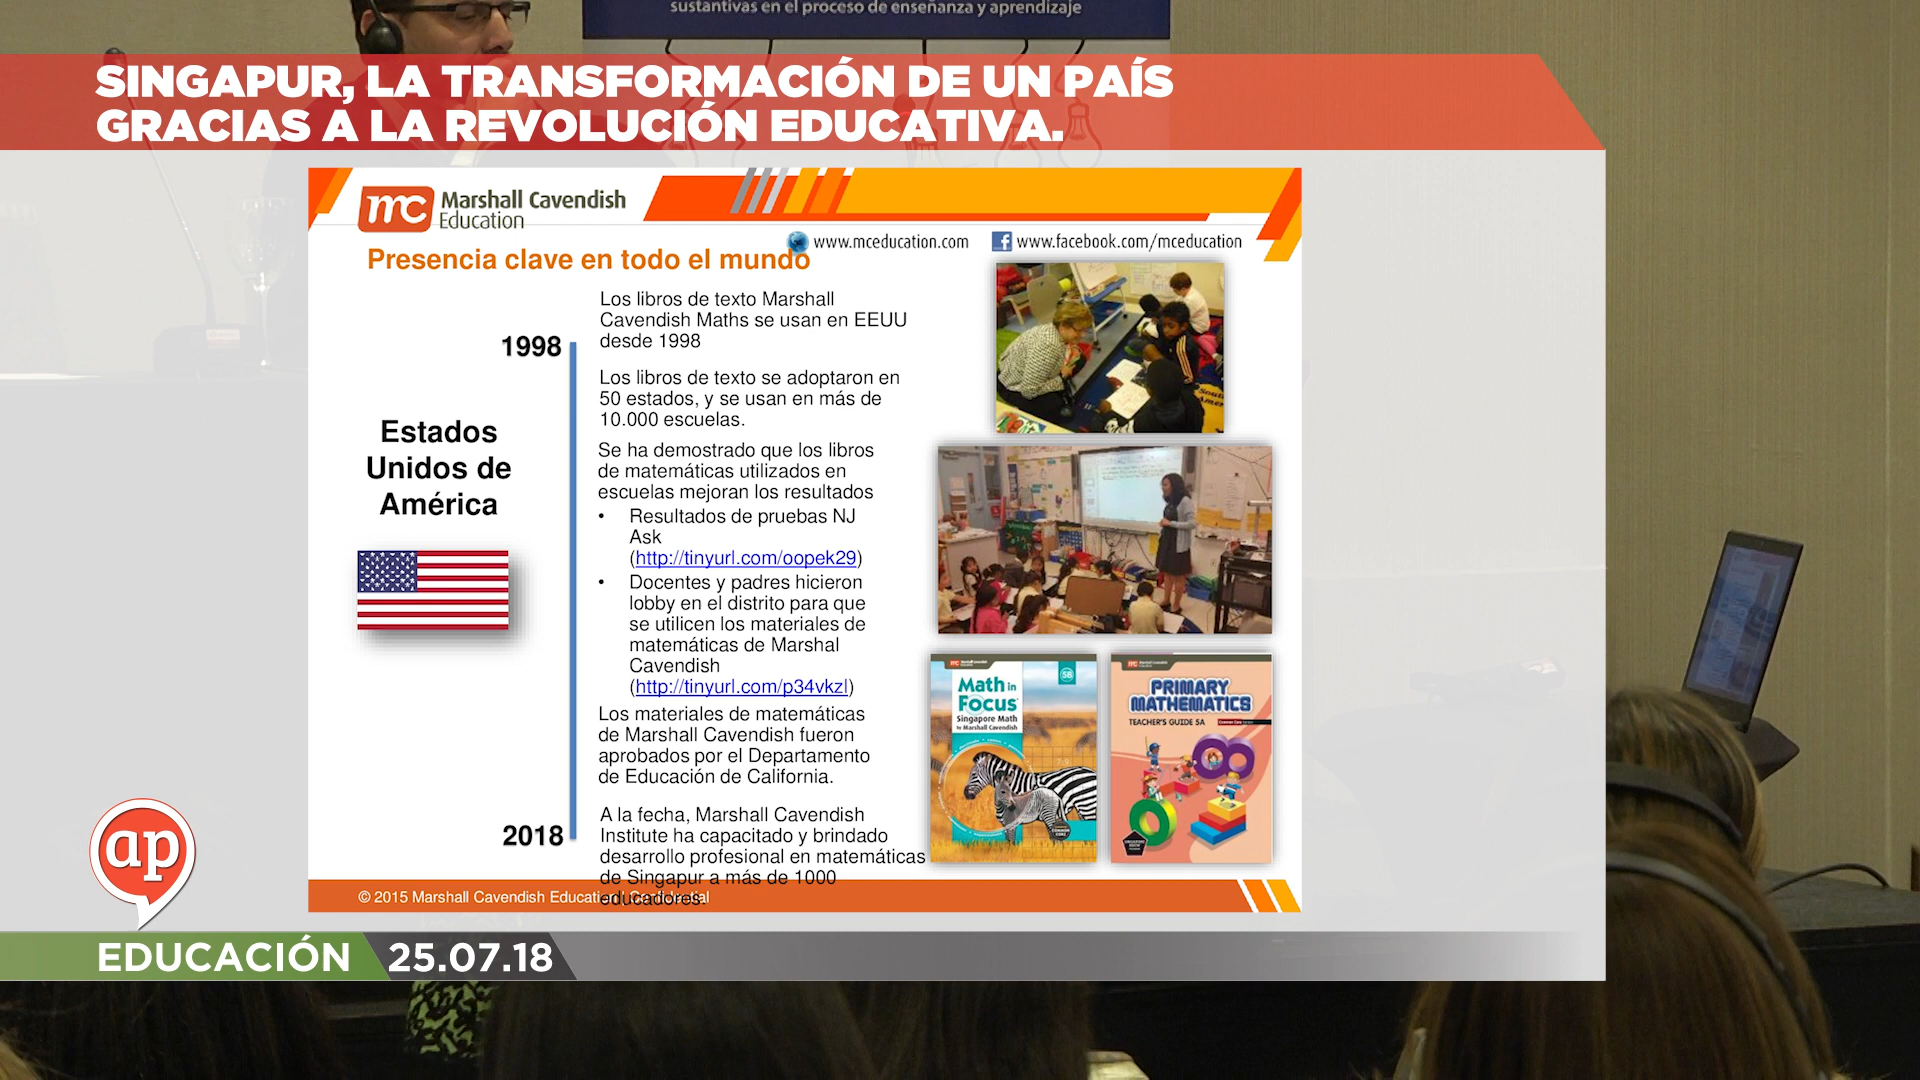 sustantivas en el proceso de enseñanza y aprendizaje
SINGAPUR, LA TRANSFORMACIÓN DE UN PAÍS
GRACIAS A LA REVOLUCIÓN EDUCATIVA.
mc Marshall Cavendish
Education
www.mceducation.com
www.facebook.com/mceducation
Presencia clave en todo el mundo
1998
Los libros de texto Marshall
Cavendish Maths se usan en EEUU
desde 1998
Los libros de texto se adoptaron en
50 estados, y se usan en más de
10.000 escuelas.
Estados
Unidos de
América
Se ha demostrado que los libros
de matemáticas utilizados en
escuelas mejoran los resultados
• Resultados de pruebas NJ
Ask
(http://tinyurl.com/oopek29)
• Docentes y padres hicieron
lobby en el distrito para que
se utilicen los materiales de
matemáticas de Marshal
Cavendish
(http://tinyurl.com/p34vkzl)
Los materiales de matemáticas
de Marshall Cavendish fueron
aprobados por el Departamento
de Educación de California.
2018
A la fecha, Marshall Cavendish
Institute ha capacitado y brindado
desarrollo profesional en matemáticas
de Singapur a más de 1000
educadores.
Math in
Focus
Singapore Math
by Marshall Cavendish
5B
PRIMARY
MATHEMATICS
TEACHER'S GUIDE 5A
© 2015 Marshall Cavendish Education | Confidential
ap
EDUCACIÓN 25.07.18